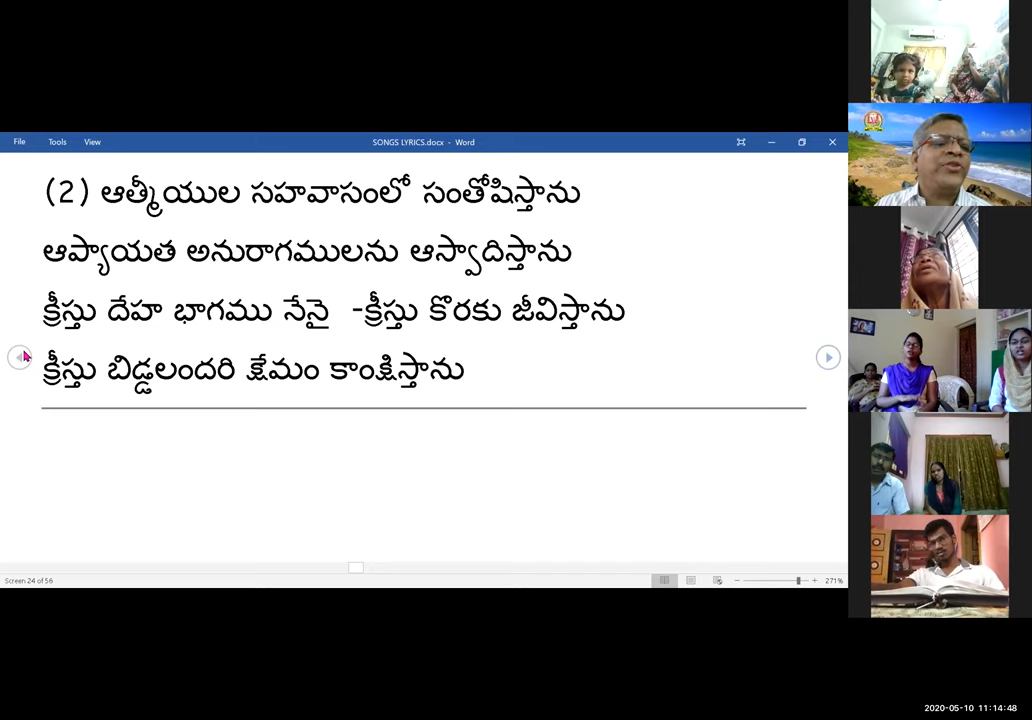 File Tools View SONGS LYRICS.docx - Word
(2) ఆత్మీయుల సహవాసంలో సంతోషిస్తాను
ఆప్యాయత అనురాగములను ఆస్వాదిస్తాను
క్రీస్తు దేహ భాగము నేనై -క్రీస్తు కొరకు జీవిస్తాను
క్రీస్తు బిడ్డలందరి క్షేమం కాంక్షిస్తాను
Screen 24 of 56 271%
2020-05-10 11:14:48